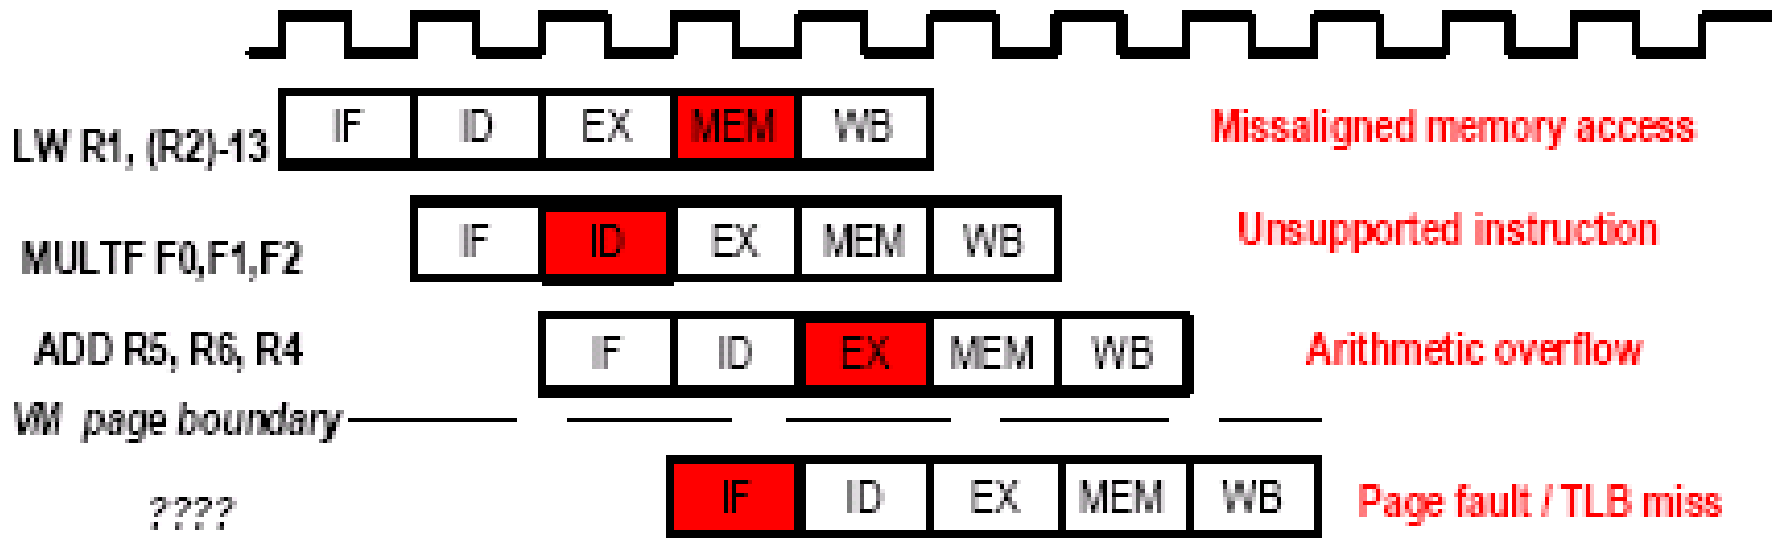 IF ID EX MEM WB Missaligned memory access
LW R1, (R2)-13
IF ID EX MEM WB Unsupported instruction
MULTF F0,F1,F2
ADD R5, R6, R4 IF ID EX MEM WB Arithmetic overflow
VM page boundary
???? IF ID EX MEM WB Page fault / TLB miss